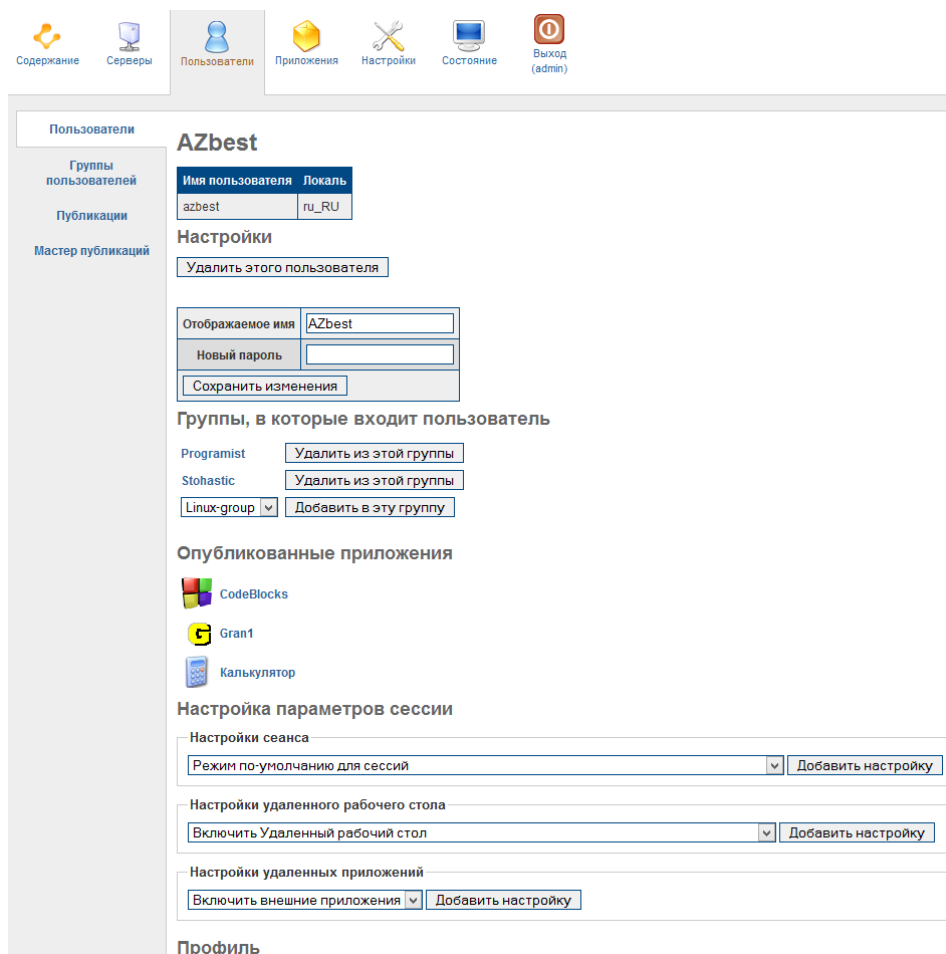 Содержание Серверы Пользователи Приложения Настройки Состояние Выход
(admin)
Пользователи
Группы
пользователей
Публикации
Мастер публикаций
AZbest
Имя пользователя Локаль
azbest ru_RU
Настройки
Удалить этого пользователя
Отображаемое имя AZbest
Новый пароль
Сохранить изменения
Группы, в которые входит пользователь
Programist Удалить из этой группы
Stohastic Удалить из этой группы
Linux-group Добавить в эту группу
Опубликованные приложения
CodeBlocks
G Gran1
Калькулятор
Настройка параметров сессии
Настройки сеанса
Режим по-умолчанию для сессий Добавить настройку
Настройки удаленного рабочего стола
Включить Удаленный рабочий стол Добавить настройку
Настройки удаленных приложений
Включить внешние приложения Добавить настройку
Профиль